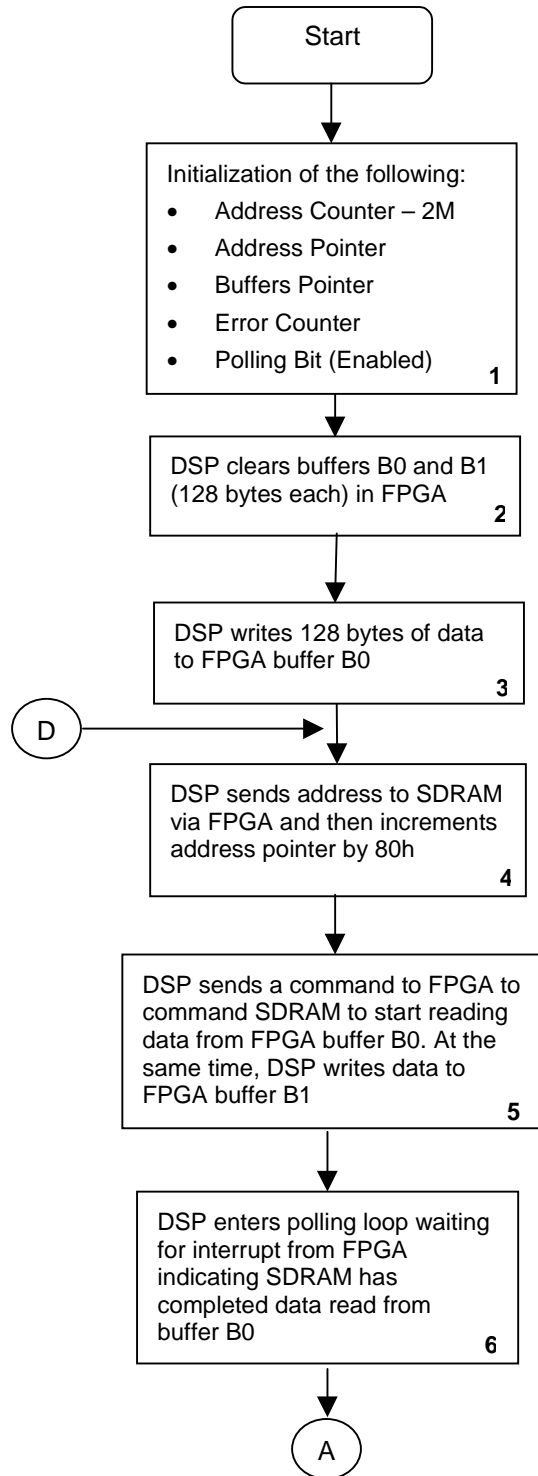 Start
Initialization of the following:
• Address Counter – 2M
• Address Pointer
• Buffers Pointer
• Error Counter
• Polling Bit (Enabled)
1
DSP clears buffers B0 and B1
(128 bytes each) in FPGA
2
DSP writes 128 bytes of data
to FPGA buffer B0
3
D
DSP sends address to SDRAM
via FPGA and then increments
address pointer by 80h
4
DSP sends a command to FPGA to
command SDRAM to start reading
data from FPGA buffer B0. At the
same time, DSP writes data to
FPGA buffer B1
5
DSP enters polling loop waiting
for interrupt from FPGA
indicating SDRAM has
completed data read from
buffer B0
6
A